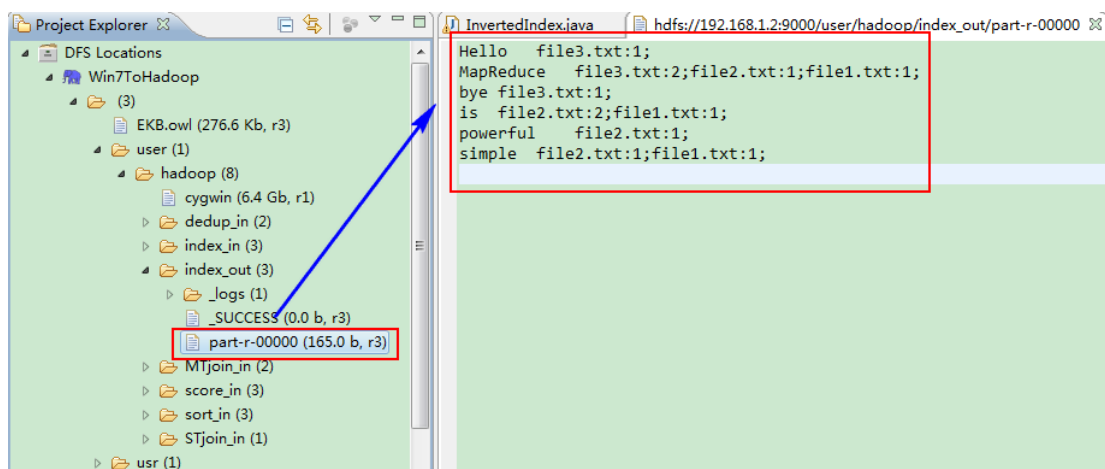 Project Explorer
InvertedIndex.java
hdfs://192.168.1.2:9000/user/hadoop/index_out/part-r-00000
DFS Locations
Win7ToHadoop
(3)
EKB.owl (276.6 Kb, r3)
user (1)
hadoop (8)
cygwin (6.4 Gb, r1)
dedup_in (2)
index_in (3)
index_out (3)
_logs (1)
_SUCCESS (0.0 b, r3)
part-r-00000 (165.0 b, r3)
MTjoin_in (2)
score_in (3)
sort_in (3)
STjoin_in (1)
usr (1)
Hello file3.txt:1;
MapReduce file3.txt:2;file2.txt:1;file1.txt:1;
bye file3.txt:1;
is file2.txt:2;file1.txt:1;
powerful file2.txt:1;
simple file2.txt:1;file1.txt:1;